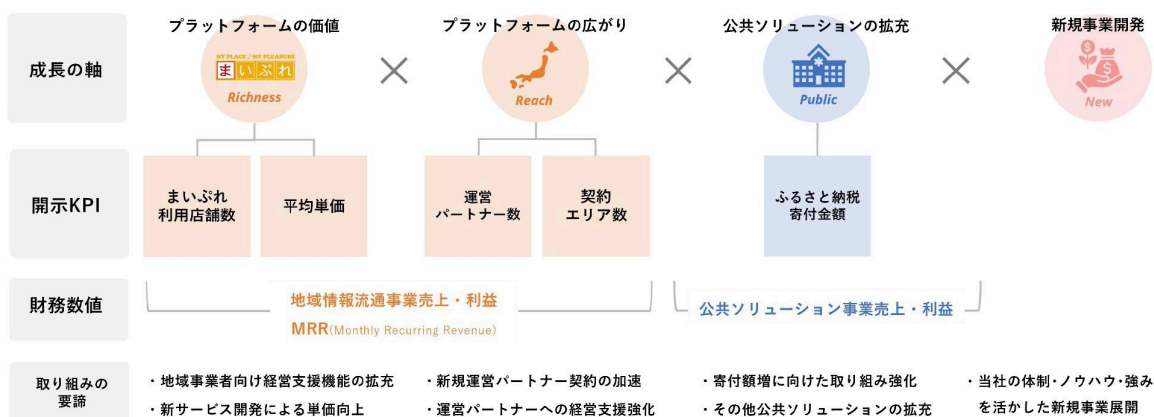 プラットフォームの価値
プラットフォームの広がり
公共ソリューションの拡充
新規事業開発
成長の軸
MY PLACE / MY PLEASURE
まいぷれ
Richness
×
Reach
×
Public
×
New
開示KPI
まいぷれ
利用店舗数
平均単価
運営
パートナー数
契約
エリア数
ふるさと納税
寄付金額
財務数値
地域情報流通事業売上・利益
MRR(Monthly Recurring Revenue)
公共ソリューション事業売上・利益
取り組みの
要諦
・地域事業者向け経営支援機能の拡充
・新サービス開発による単価向上
・新規運営パートナー契約の加速
・運営パートナーへの経営支援強化
・寄付額増に向けた取り組み強化
・その他公共ソリューションの拡充
・当社の体制・ノウハウ・強み
を活かした新規事業展開